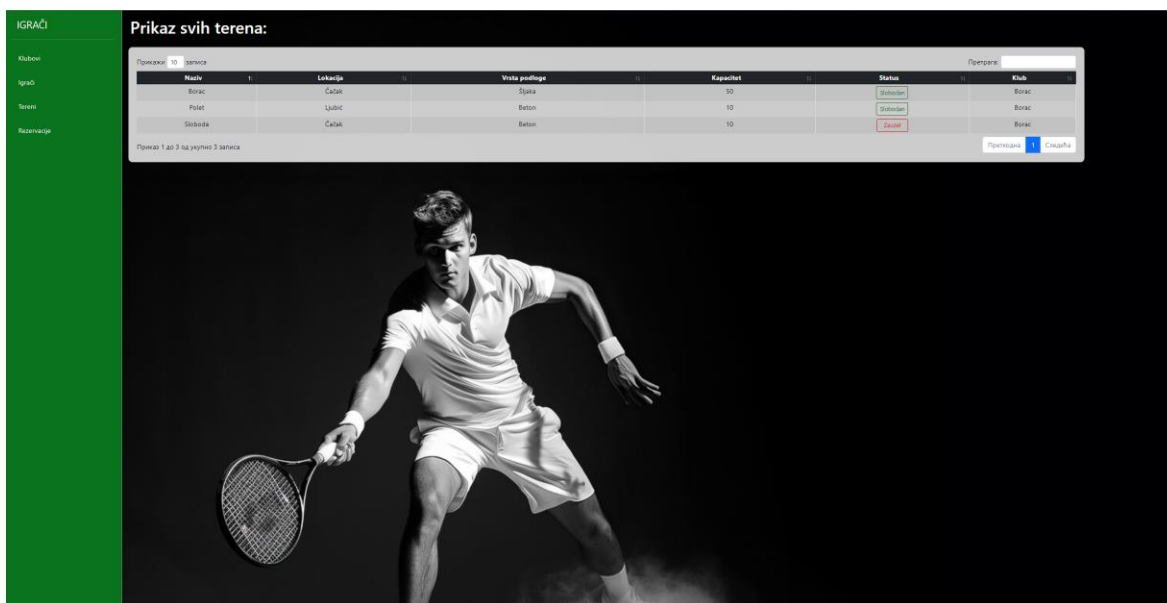 IGRAČI
Klubovi
Igrači
Tereni
Rezervacije
Prikaz svih terena:
Прикажи 10 записа
Претрага:
Naziv Lokacija Vrsta podloge Kapacitet Status Klub
Borac Čačak Šljaka 50 Slobodan Borac
Polet Ljubić Beton 10 Slobodan Borac
Sloboda Čačak Beton 10 Zauzet Borac
Приказ 1 до 3 од укупно 3 записа
Претходна 1 Следећа